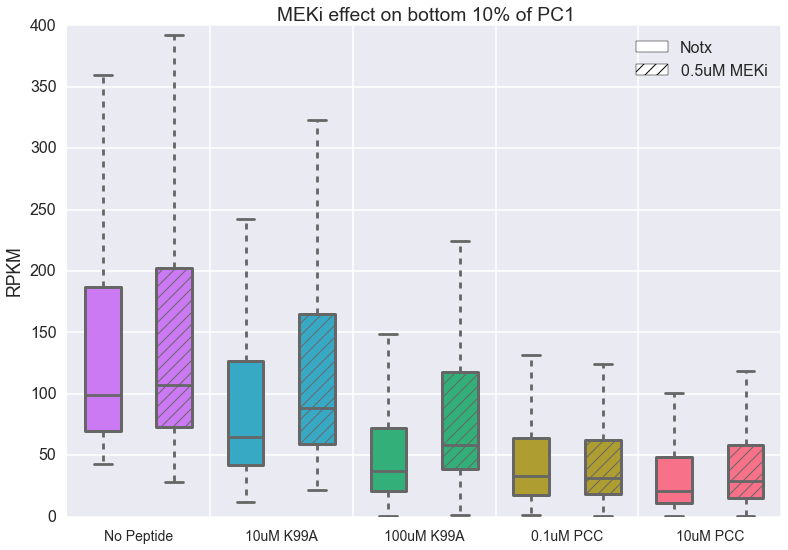 MEKi effect on bottom 10% of PC1
Notx
0.5uM MEKi
RPKM
400
350
300
250
200
150
100
50
0
No Peptide
10uM K99A
100uM K99A
0.1uM PCC
10uM PCC